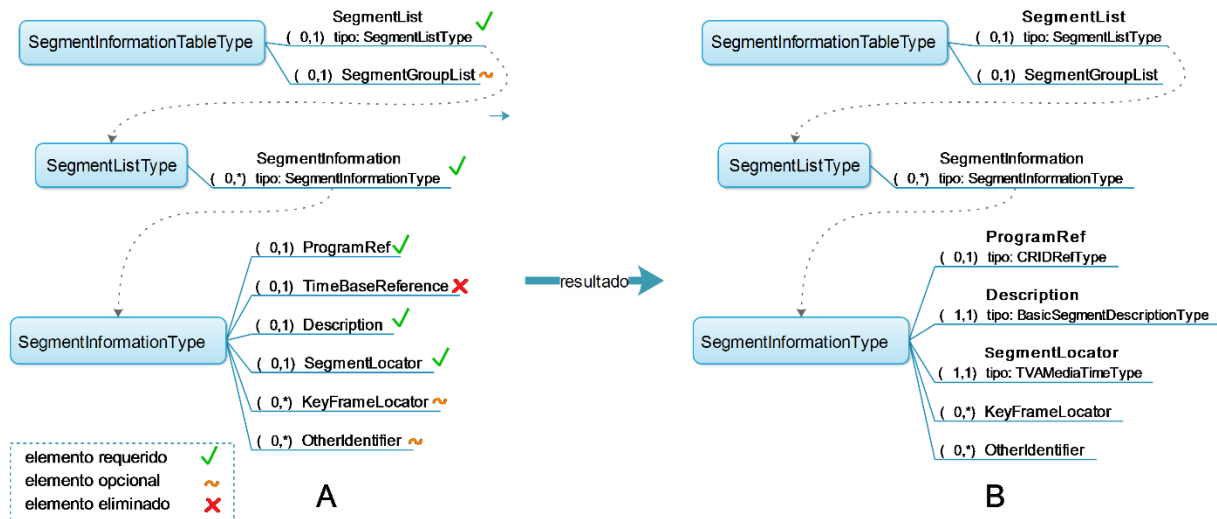 SegmentList
SegmentInformationTableType
( 0,1) tipo: SegmentListType
( 0,1) SegmentGroupList
SegmentListType
SegmentInformation
( 0,*) tipo: SegmentInformationType
( 0,1) ProgramRef
( 0,1) TimeBaseReference
( 0,1) Description
SegmentInformationType
( 0,1) SegmentLocator
( 0,*) KeyFrameLocator
( 0,*) OtherIdentifier
elemento requerido
elemento opcional
elemento eliminado
A
resultado
SegmentList
SegmentInformationTableType
( 0,1) tipo: SegmentListType
( 0,1) SegmentGroupList
SegmentListType
SegmentInformation
( 0,*) tipo: SegmentInformationType
ProgramRef
( 0,1) tipo: CRIDRefType
Description
( 1,1) tipo: BasicSegmentDescriptionType
SegmentInformationType
SegmentLocator
( 1,1) tipo: TVAMediaTimeType
( 0,*) KeyFrameLocator
( 0,*) OtherIdentifier
B